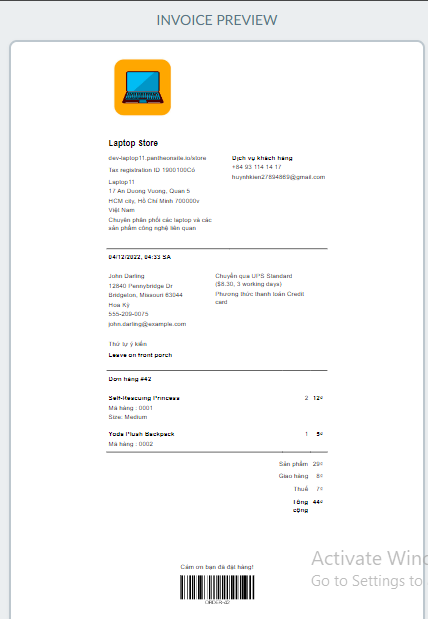 INVOICE PREVIEW
Laptop Store
dev-laptop11.pantheonsite.io/store
Tax registration ID 1900100Có
Laptop11
17 An Duong Vuong, Quan 5
HCM city, Hồ Chí Minh 700000v
Việt Nam
Chuyên phân phối các laptop và các
sản phẩm công nghệ liên quan
Dịch vụ khách hàng
+84 93 114 14 17
huynhkien27894869@gmail.com
04/12/2022, 04:33 SA
John Darling
12840 Pennybridge Dr
Bridgeton, Missouri 63044
Hoa Kỳ
555-209-0075
john.darling@example.com
Chuyển qua UPS Standard
($8.30, 3 working days)
Phương thức thanh toán Credit
card
Thứ tự ý kiến
Leave on front porch
Đơn hàng #42
Self-Rescuing Princess 2 12₫
Mã hàng : 0001
Size: Medium
Yoda Plush Backpack 1 5₫
Mã hàng : 0002
Sản phẩm 29₫
Giao hàng 8₫
Thuế 7₫
Tổng 44₫
cộng
Cảm ơn bạn đã đặt hàng!
ORDER-42
Activate Wind
Go to Settings to